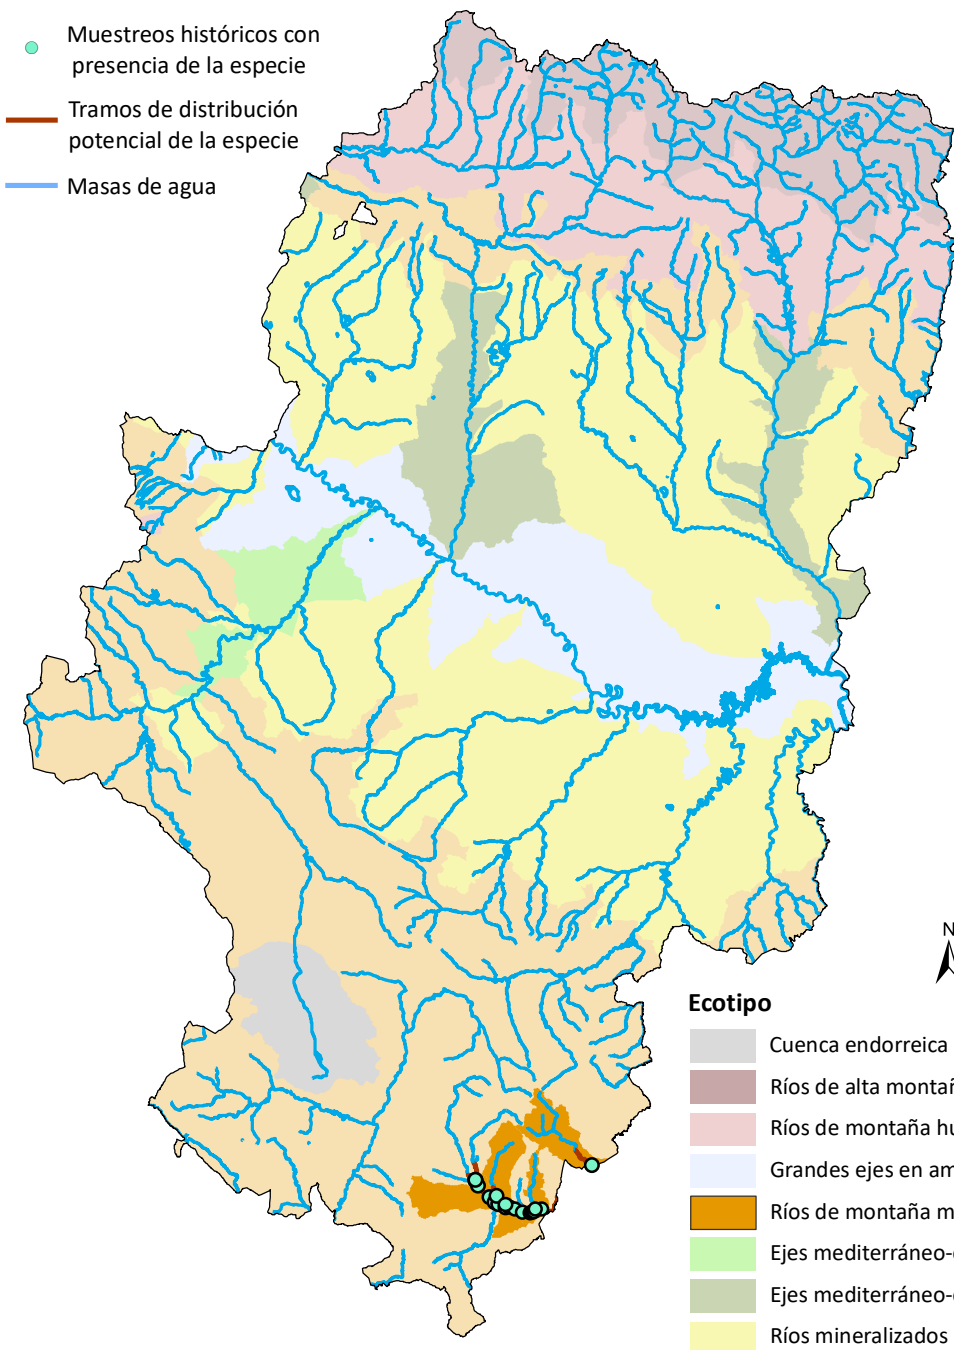 Muestreos históricos con
presencia de la especie
Tramos de distribución
potencial de la especie
Masas de agua
N
Ecotipo
Cuenca endorreica
Ríos de alta montañ
Ríos de montaña hu
Grandes ejes en am
Ríos de montaña m
Ejes mediterráneo-
Ejes mediterráneo-
Ríos mineralizados